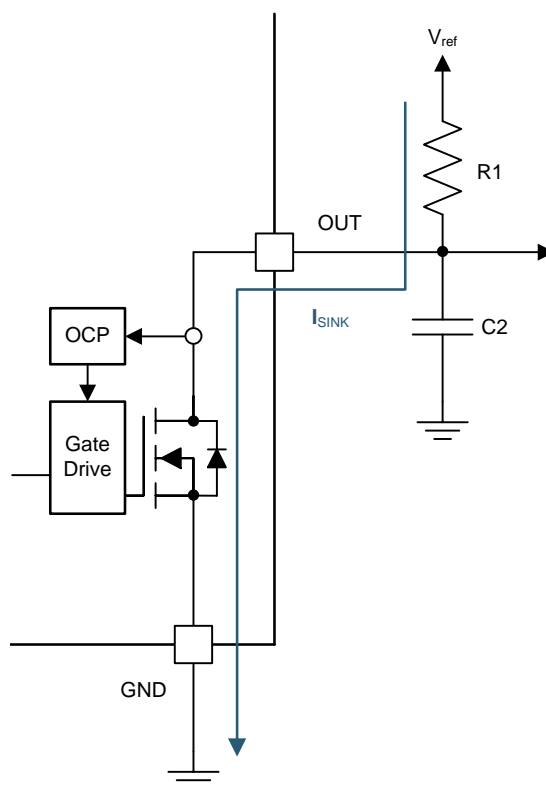 Vref
R1
OUT
ISINK
C2
OCP
Gate
Drive
GND